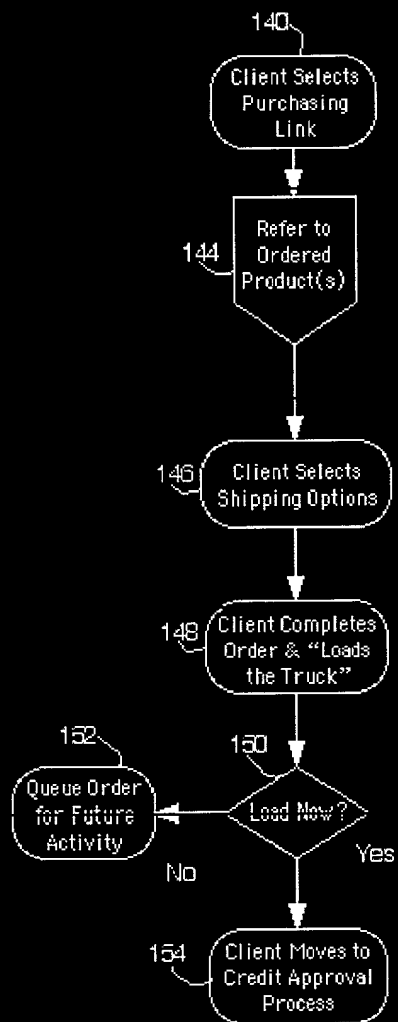 140
Client Selects
Purchasing
Link
144
Refer to
Ordered
Product(s)
146
Client Selects
Shipping Options
148
Client Completes
Order & "Loads
the Truck"
150
Load Now?
152
Queue Order
for Future
Activity
No
Yes
154
Client Moves to
Credit Approval
Process